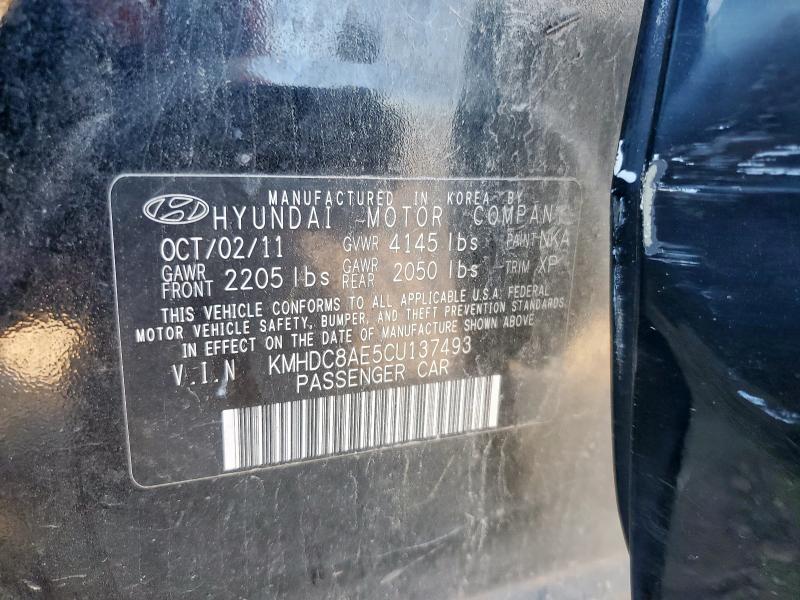 MANUFACTURED IN KOREA BY
HYUNDAI MOTOR COMPANY
OCT/02/11 GVWR 4145 lbs PAINT NKA
GAWR FRONT 2205 lbs GAWR REAR 2050 lbs TRIM XP
THIS VEHICLE CONFORMS TO ALL APPLICABLE U.S.A. FEDERAL
MOTOR VEHICLE SAFETY, BUMPER, AND THEFT PREVENTION STANDARDS
IN EFFECT ON THE DATE OF MANUFACTURE SHOWN ABOVE.
V.I.N KMHDC8AE5CU137493
PASSENGER CAR